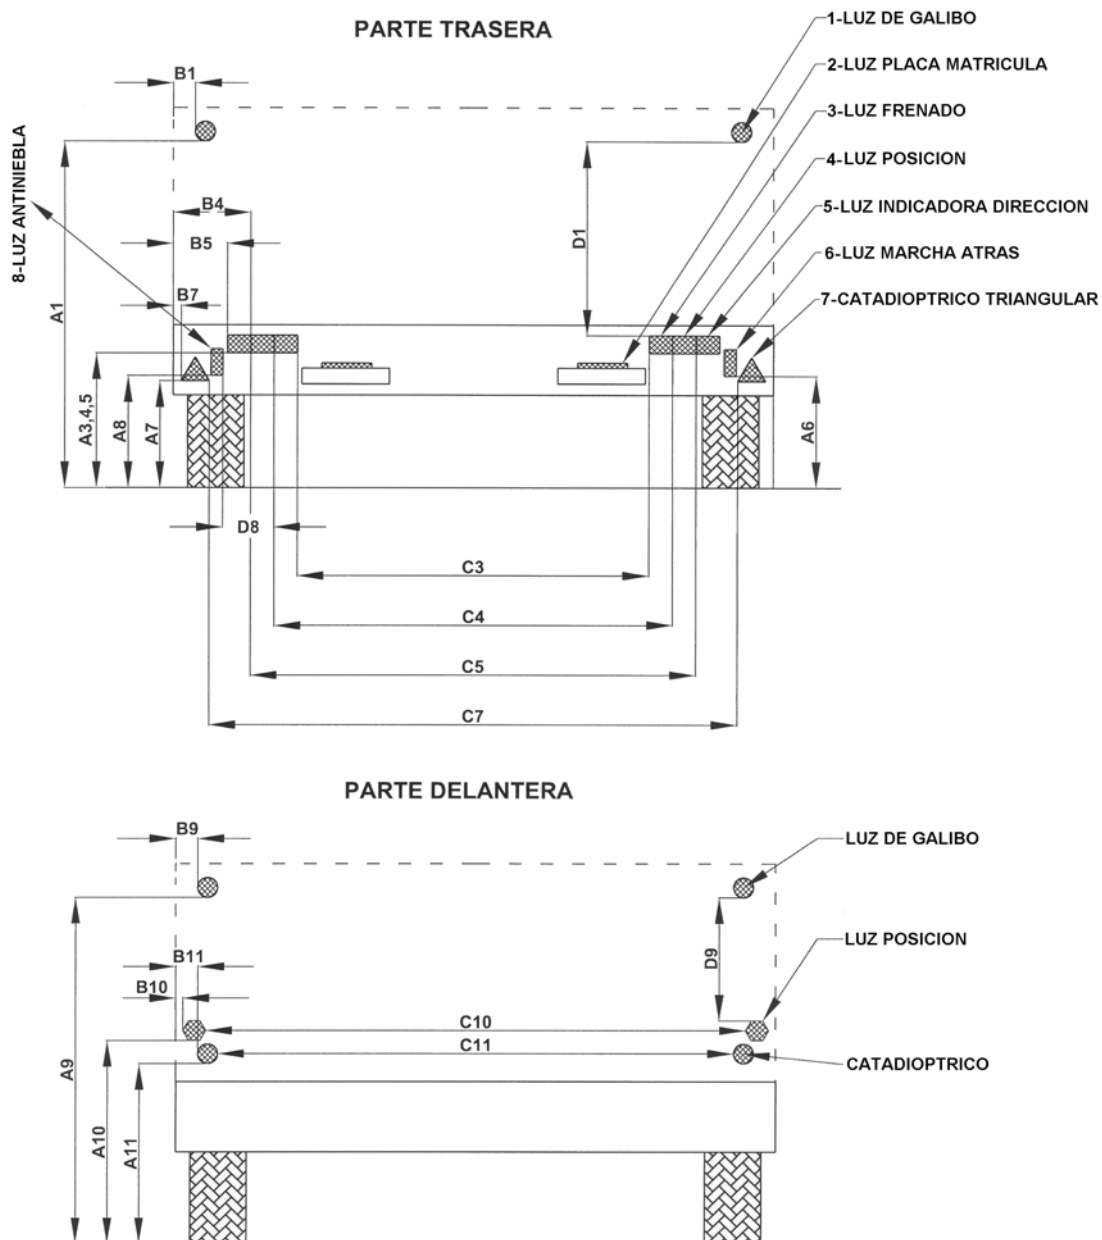 PARTE TRASERA
1-LUZ DE GALIBO
2-LUZ PLACA MATRICULA
3-LUZ FRENADO
4-LUZ POSICION
5-LUZ INDICADORA DIRECCION
6-LUZ MARCHA ATRAS
7-CATADIOPTRICO TRIANGULAR
8-LUZ ANTINIEBLA
B1
B4
B5
B7
A1
D1
A3,4,5
A8
A7
A6
D8
C3
C4
C5
C7
PARTE DELANTERA
B9
LUZ DE GALIBO
LUZ POSICION
CATADIOPTRICO
B11
B10
D9
C10
C11
A9
A10
A11